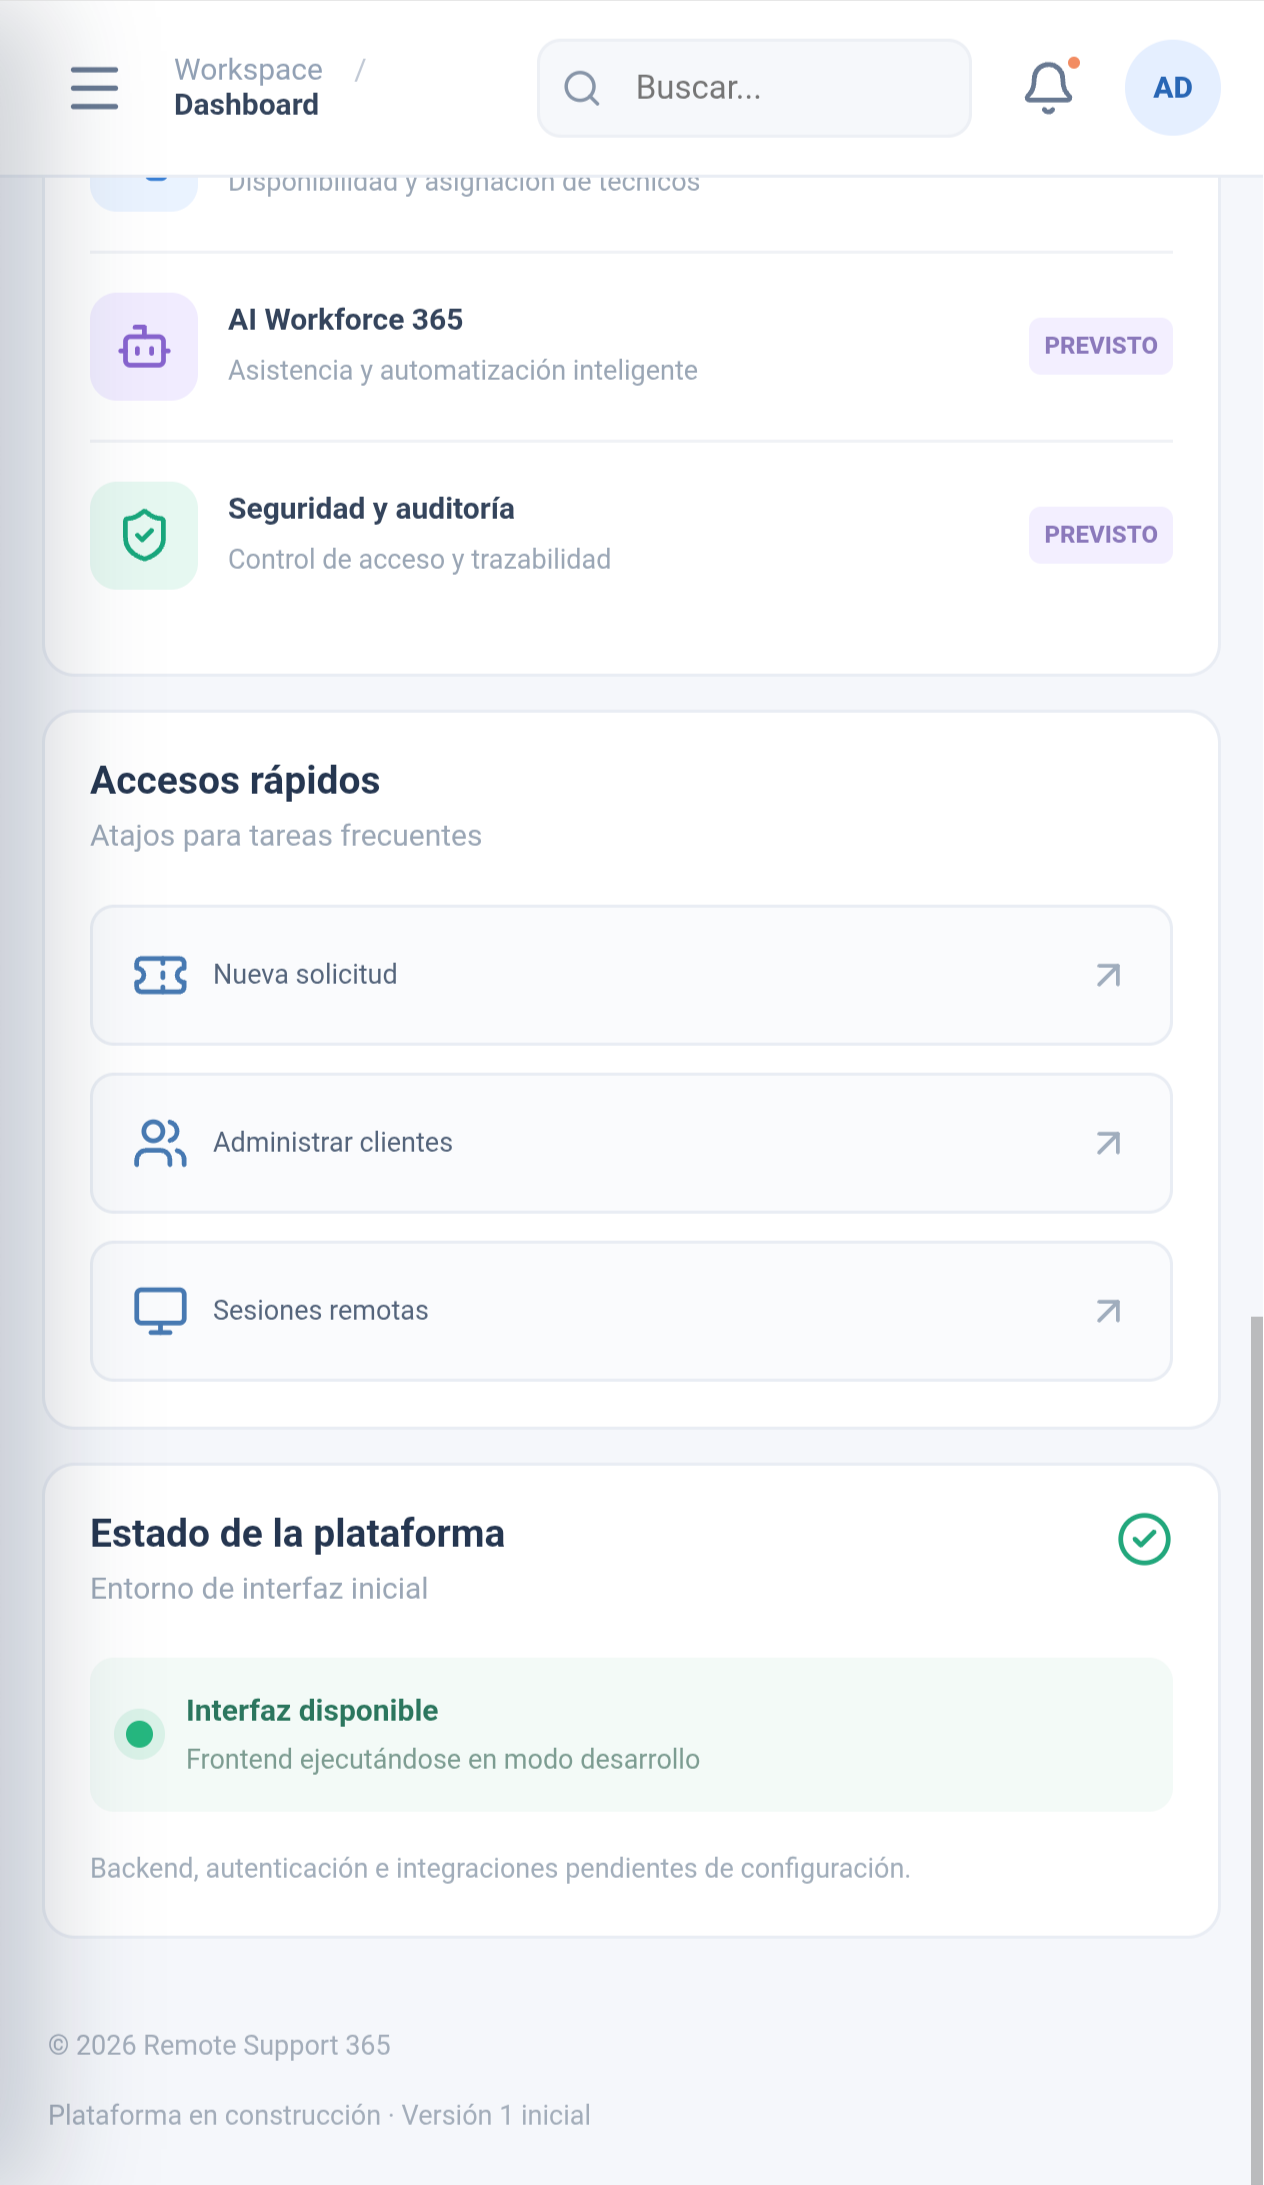 Workspace /
Dashboard
Buscar...
AD
Disponibilidad y asignación de técnicos
AI Workforce 365
Asistencia y automatización inteligente
PREVISTO
Seguridad y auditoría
Control de acceso y trazabilidad
PREVISTO
Accesos rápidos
Atajos para tareas frecuentes
Nueva solicitud
Administrar clientes
Sesiones remotas
Estado de la plataforma
Entorno de interfaz inicial
Interfaz disponible
Frontend ejecutándose en modo desarrollo
Backend, autenticación e integraciones pendientes de configuración.
© 2026 Remote Support 365
Plataforma en construcción · Versión 1 inicial